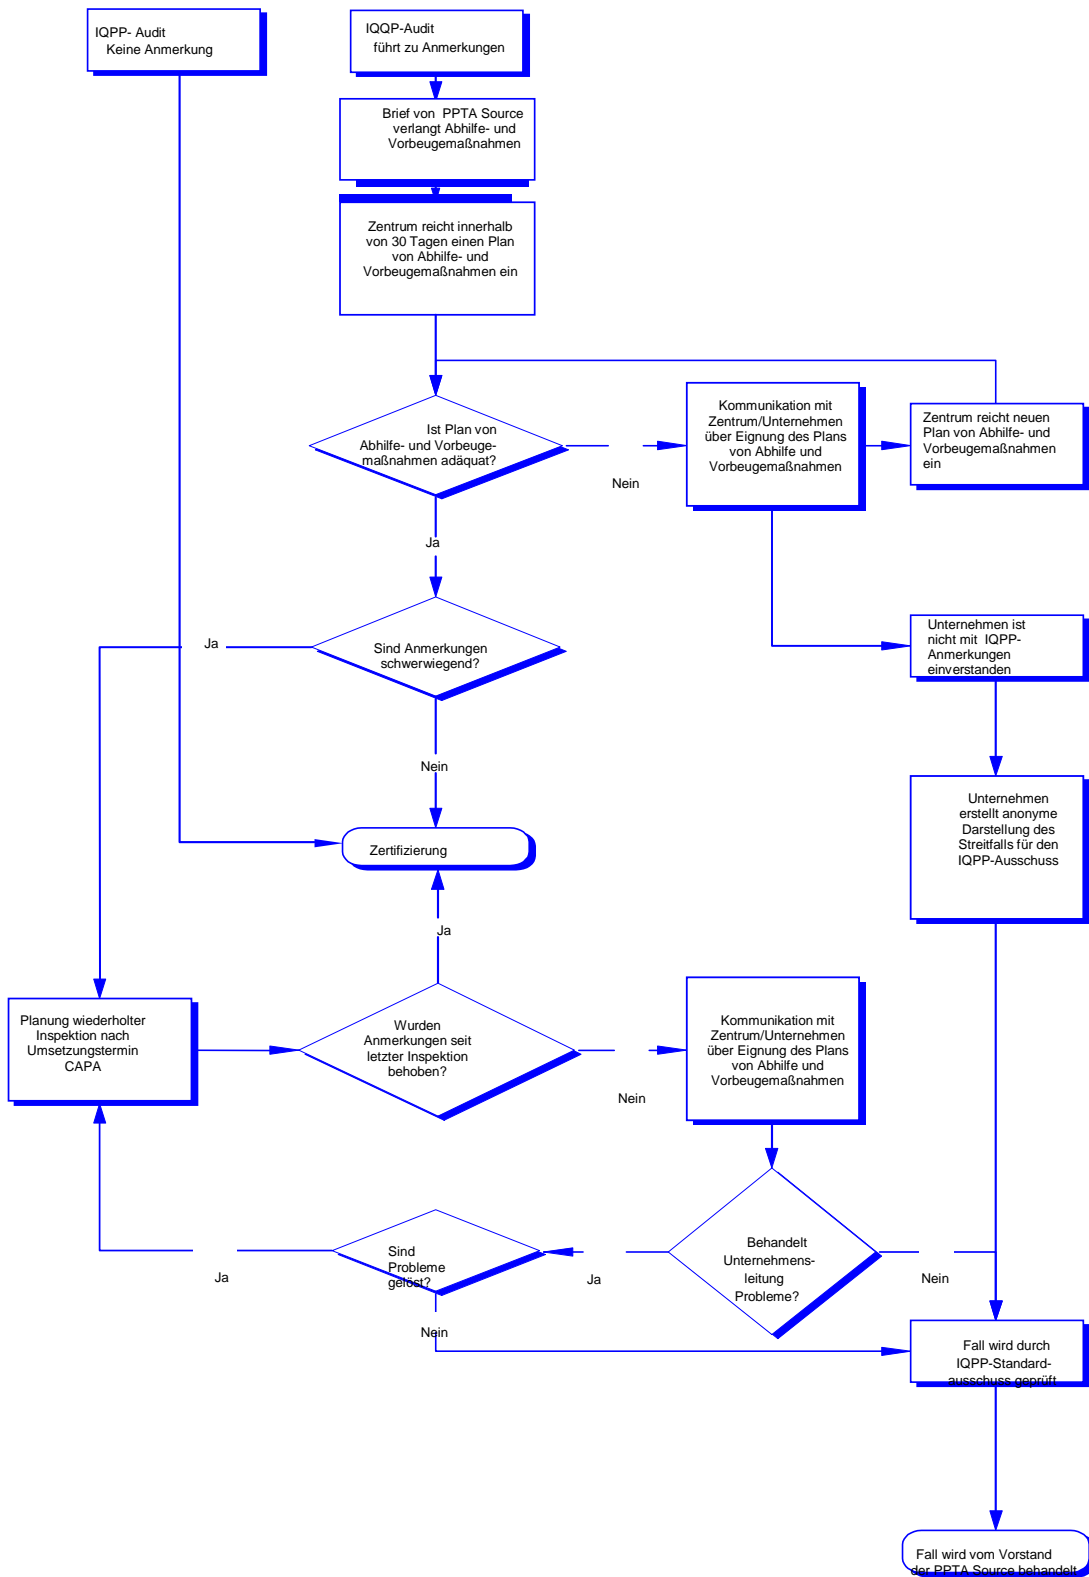 IQPP- Audit
Keine Anmerkung
IQQP-Audit
führt zu Anmerkungen
Brief von PPTA Source
verlangt Abhilfe- und
Vorbeugemaßnahmen
Zentrum reicht innerhalb
von 30 Tagen einen Plan
von Abhilfe- und
Vorbeugemaßnahmen ein
Ist Plan von
Abhilfe- und Vorbeuge-
maßnahmen adäquat?
Nein
Kommunikation mit
Zentrum/Unternehmen
über Eignung des Plans
von Abhilfe und
Vorbeugemaßnahmen
Zentrum reicht neuen
Plan von Abhilfe- und
Vorbeugemaßnahmen
ein
Ja
Sind Anmerkungen
schwerwiegend?
Ja
Unternehmen ist
nicht mit IQPP-
Anmerkungen
einverstanden
Nein
Unternehmen
erstellt anonyme
Darstellung des
Streitfalls für den
IQPP-Ausschuss
Zertifizierung
Ja
Planung wiederholter
Inspektion nach
Umsetzungstermin
CAPA
Wurden
Anmerkungen seit
letzter Inspektion
behoben?
Nein
Kommunikation mit
Zentrum/Unternehmen
über Eignung des Plans
von Abhilfe und
Vorbeugemaßnahmen
Behandelt
Unternehmens-
leitung
Probleme?
Ja
Nein
Sind
Probleme
gelöst?
Ja
Nein
Fall wird durch
IQPP-Standard-
ausschuss geprüft
Fall wird vom Vorstand
der PPTA Source behandelt